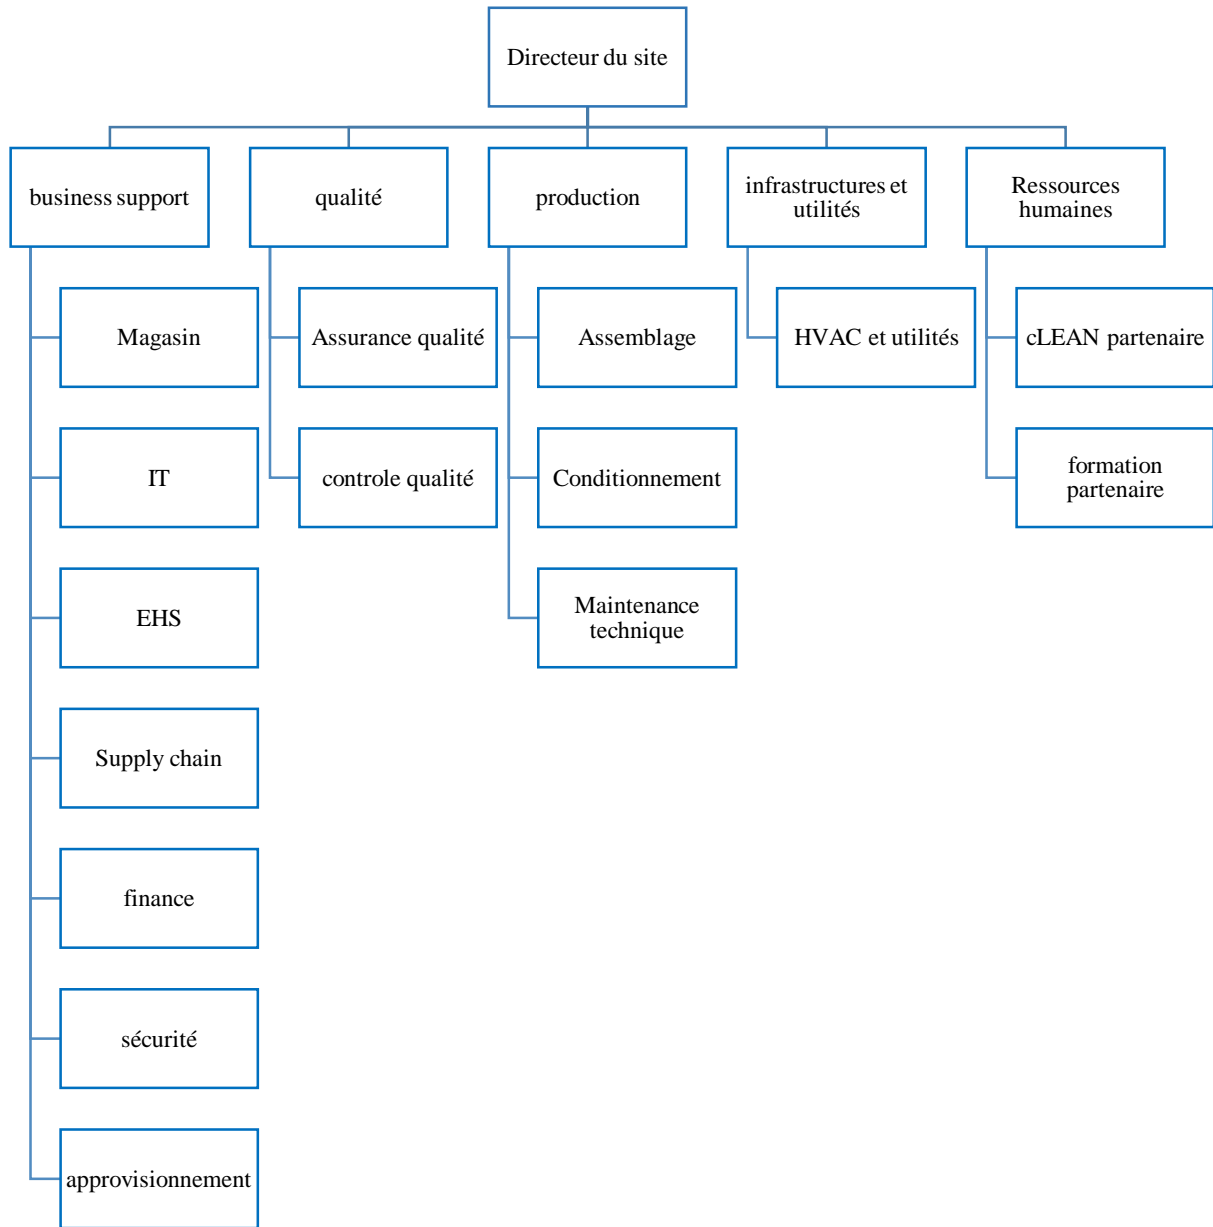 Directeur du site
business support
qualité
production
infrastructures et
utilités
Ressources
humaines
Magasin
Assurance qualité
Assemblage
HVAC et utilités
cLEAN partenaire
IT
controle qualité
Conditionnement
formation
partenaire
EHS
Maintenance
technique
Supply chain
finance
sécurité
approvisionnement